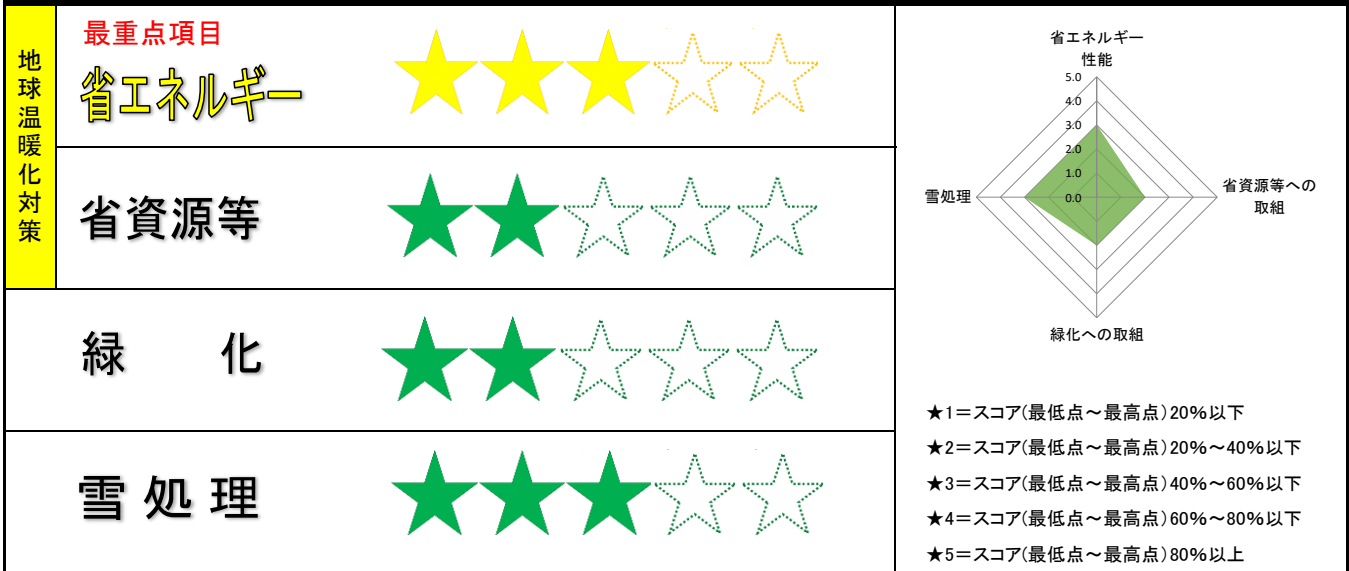 地球温暖化対策
最重点項目
省エネルギー
省資源等
緑 化
雪処理
省エネルギー
性能
5.0
4.0
3.0
2.0
1.0
0.0
雪処理
省資源等への
取組
緑化への取組
★1=スコア(最低点～最高点)20%以下
★2=スコア(最低点～最高点)20%～40%以下
★3=スコア(最低点～最高点)40%～60%以下
★4=スコア(最低点～最高点)60%～80%以下
★5=スコア(最低点～最高点)80%以上